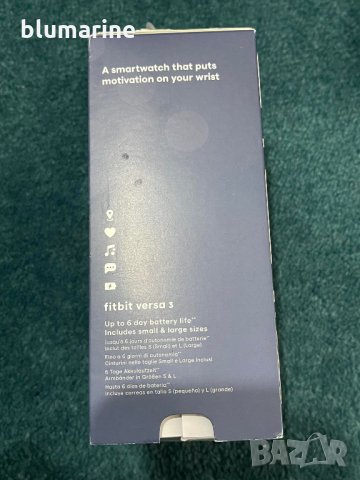 blumarine
A smartwatch that puts
motivation on your wrist
fitbit versa 3
Up to 6 day battery life**
Includes small & large sizes
Jusqu'à 6 jours d'autonomie de batterie**
Inclut des tailles S (Small) et L (Large)
Fino a 6 giorni di autonomia**
Cinturini nelle taglie Small e Large inclusi
6 Tage Akkulaufzeit**
Armbänder in Größen S & L
Hasta 6 días de batería**
Incluye correas en talla S (pequeña) y L (grande)
BAZAR
bg